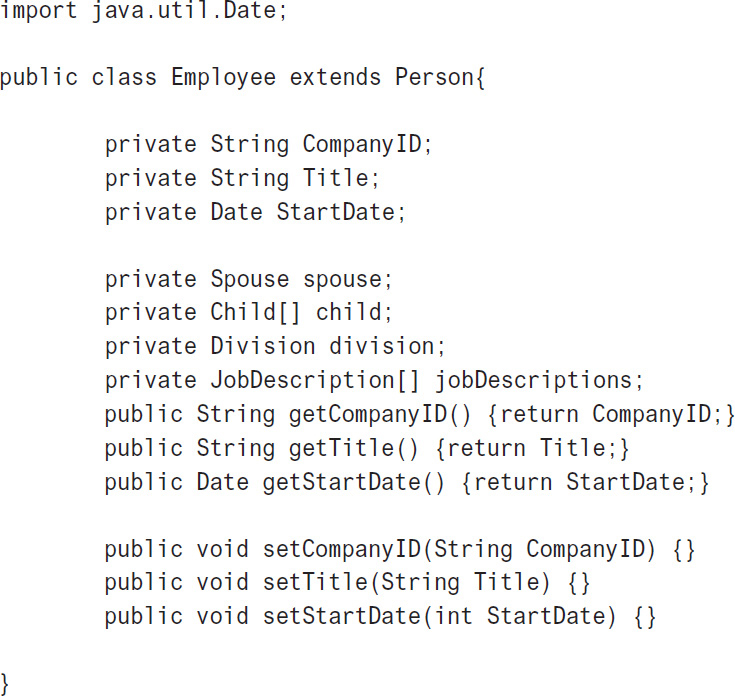 import java.util.Date;
public class Employee extends Person{
private String CompanyID;
private String Title;
private Date StartDate;
private Spouse spouse;
private Child[] child;
private Division division;
private JobDescription[] jobDescriptions;
public String getCompanyID() {return CompanyID;}
public String getTitle() {return Title;}
public Date getStartDate() {return StartDate;}
public void setCompanyID(String CompanyID) {}
public void setTitle(String Title) {}
public void setStartDate(int StartDate) {}
}